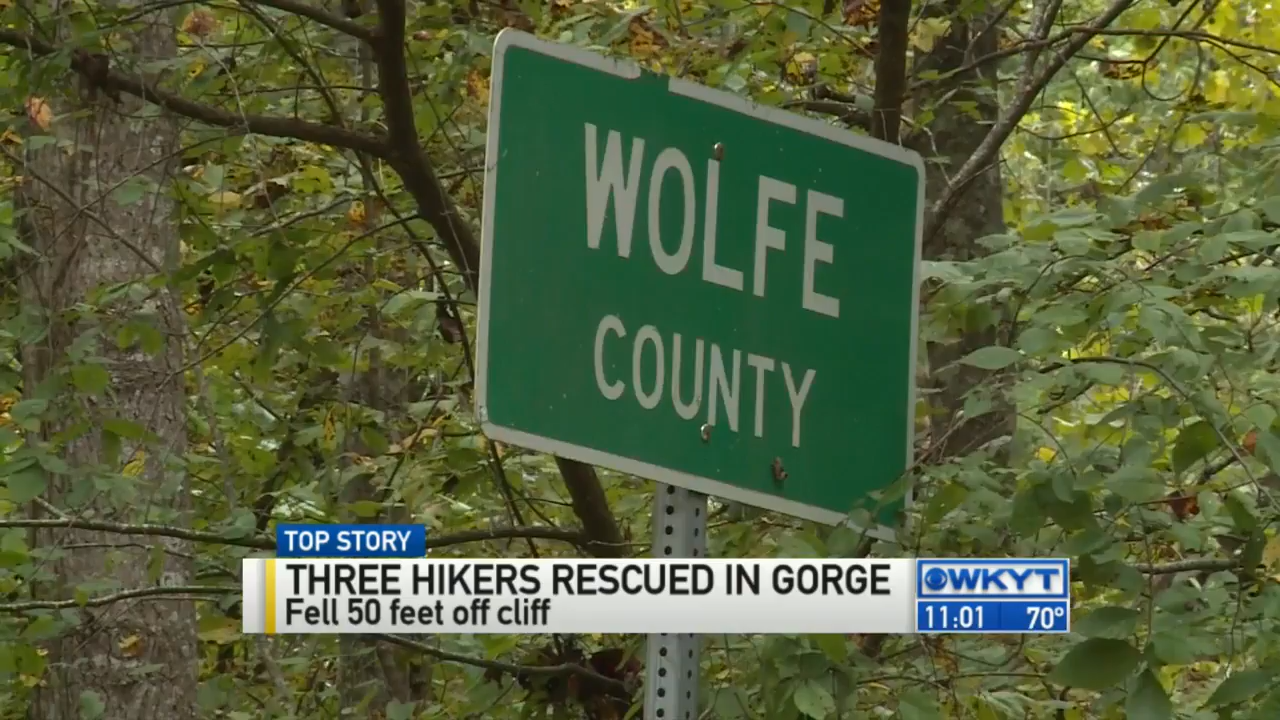 WOLFE
COUNTY
TOP STORY
THREE HIKERS RESCUED IN GORGE
Fell 50 feet off cliff
WKYT
11:01 70°